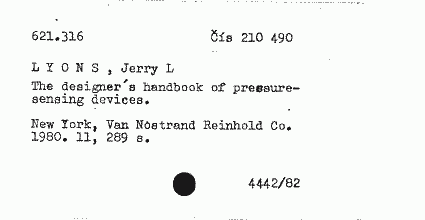 621.316 Čís 210 490
L Y O N S , Jerry L
The designer's handbook of pressure-
sensing devices.
New York, Van Nostrand Reinhold Co.
1980. 11, 289 s.
4442/82